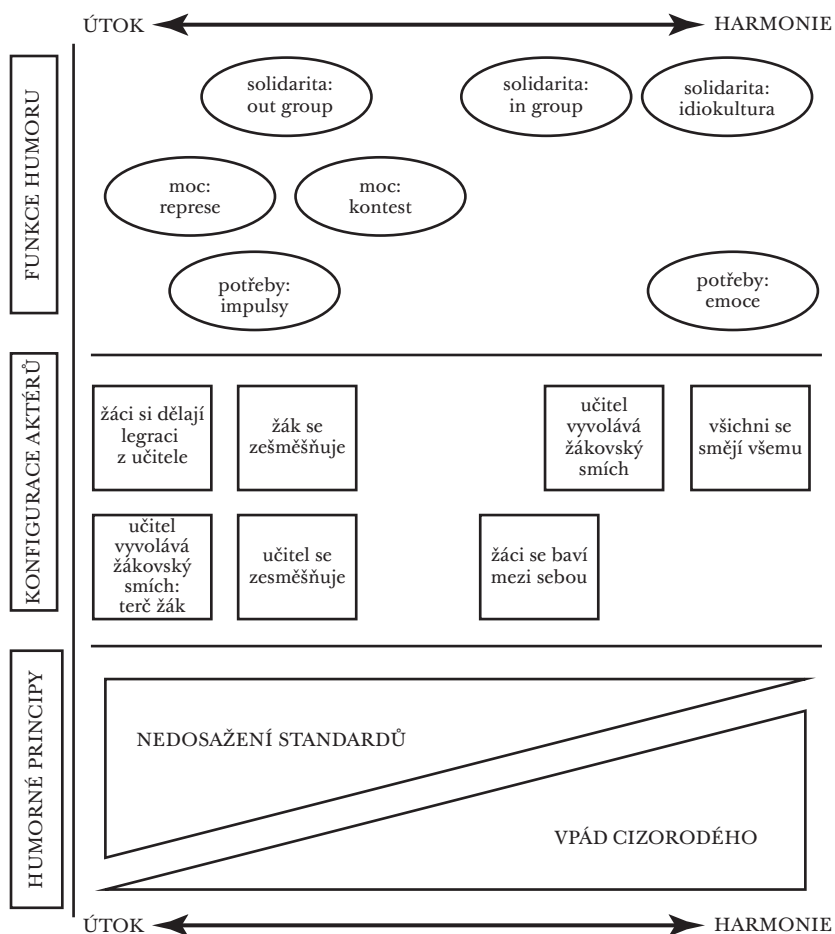 ÚTOK
HARMONIE
FUNKCE HUMORU
solidarita:
out group
solidarita:
in group
solidarita:
idiokultura
moc:
represe
moc:
kontest
potřeby:
impulsy
potřeby:
emoce
KONFIGURACE AKTÉRŮ
žáci si dělají
legraci
z učitele
žák se
zešměšňuje
učitel
vyvolává
žákovský
smích
všichni se
smějí všemu
učitel
vyvolává
žákovský
smích:
terč žák
učitel se
zesměšňuje
žáci se baví
mezi sebou
HUMORNÉ PRINCIPY
NEDOSAŽENÍ STANDARDŮ
VPÁD CIZORODÉHO
ÚTOK
HARMONIE